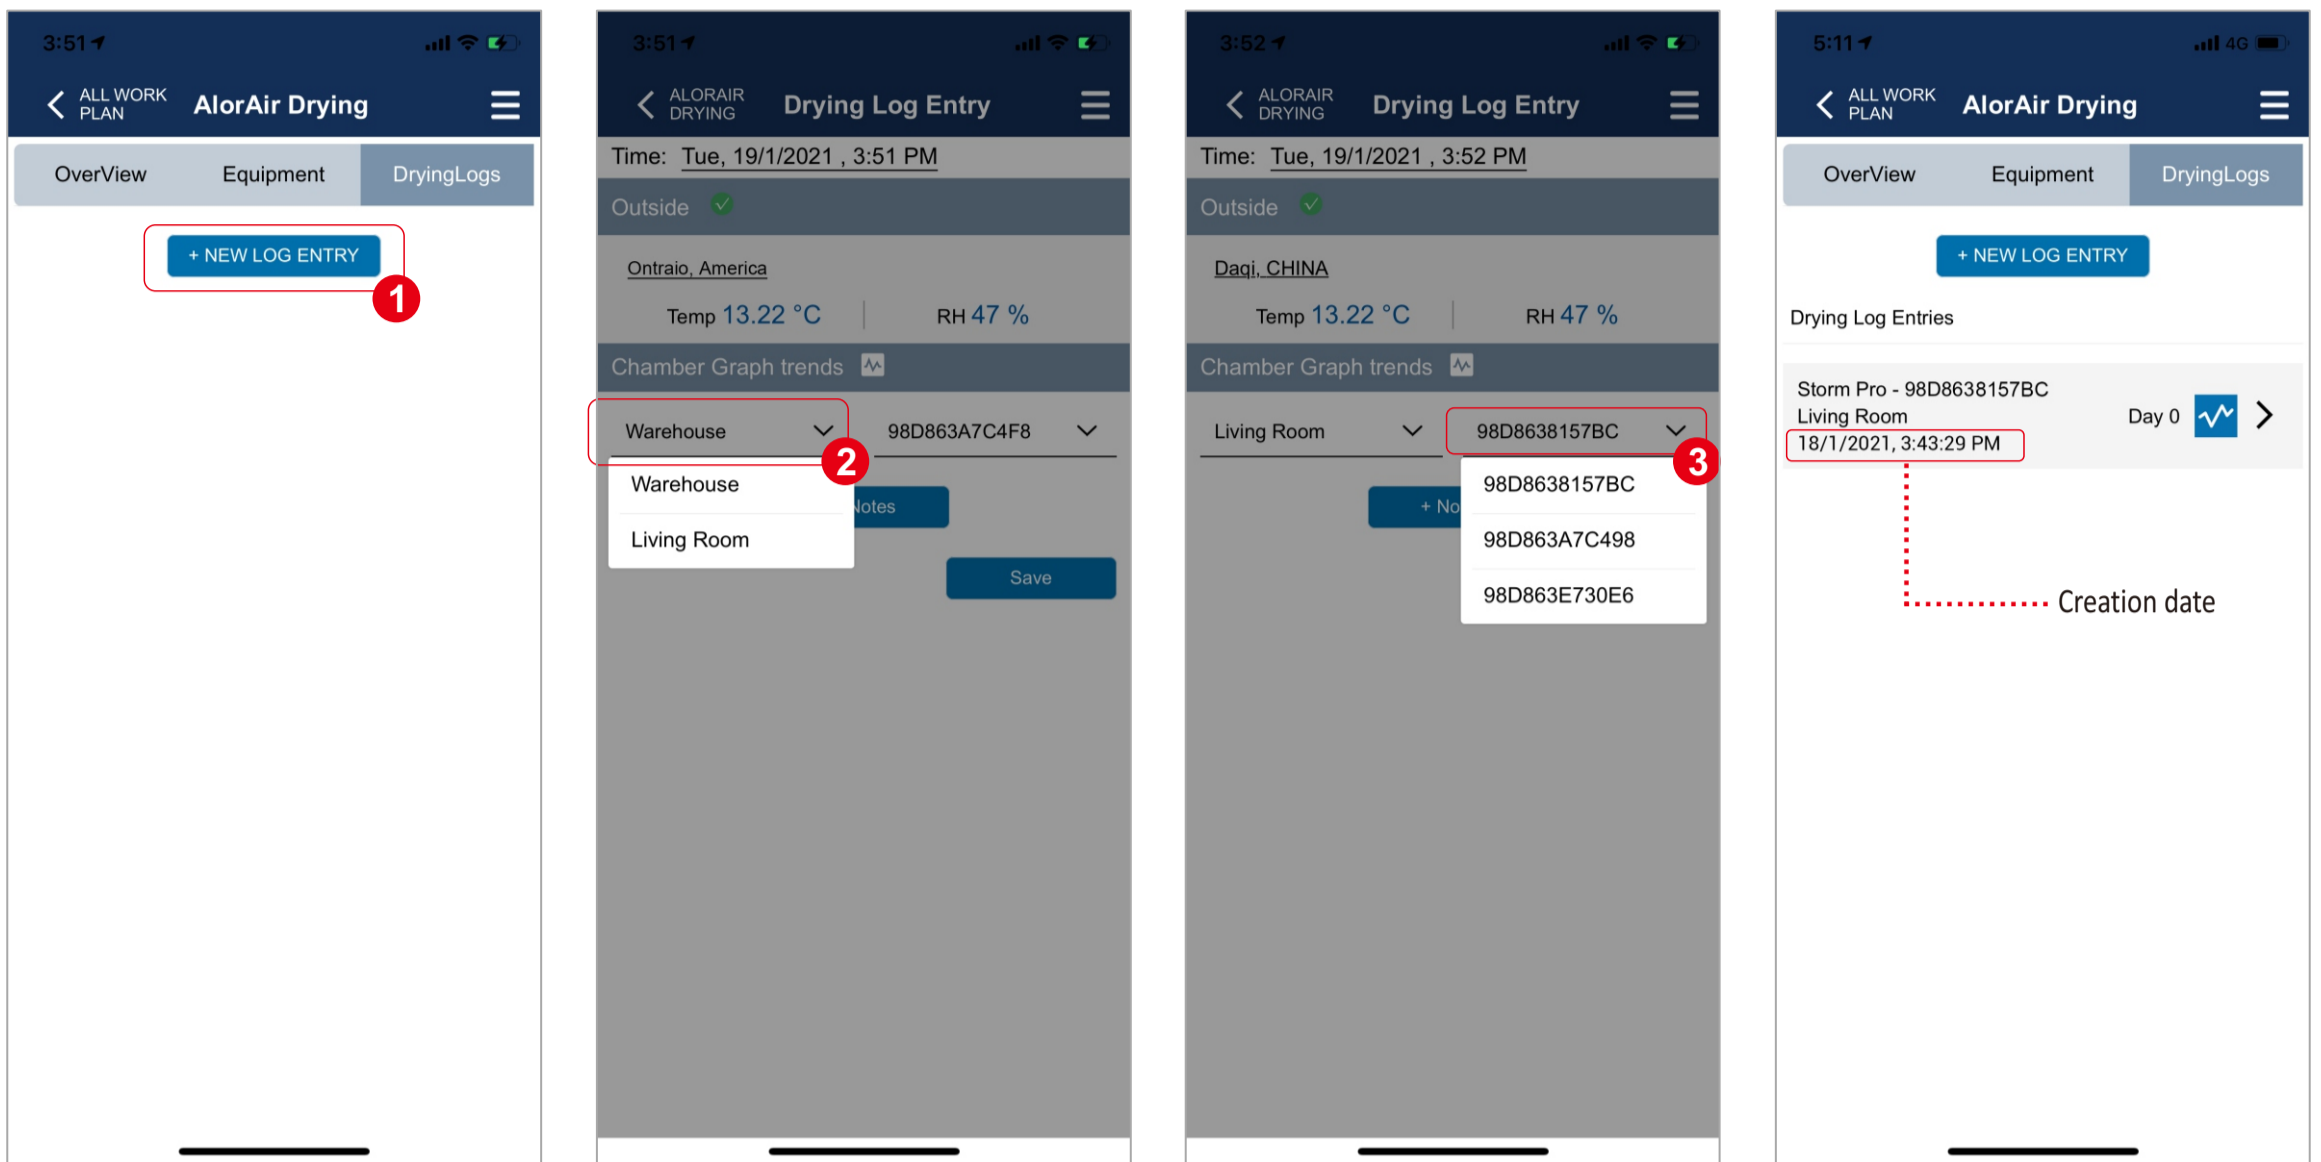 3:51
ALL WORK
PLAN
AlorAir Drying
OverView Equipment DryingLogs
+ NEW LOG ENTRY
1
3:51
ALORAIR
DRYING
Drying Log Entry
Time: Tue, 19/1/2021 , 3:51 PM
Outside
Ontraio, America
Temp 13.22 °C RH 47 %
Chamber Graph trends
Warehouse 98D863A7C4F8
2
Warehouse
Notes
Living Room
Save
3:52
ALORAIR
DRYING
Drying Log Entry
Time: Tue, 19/1/2021 , 3:52 PM
Outside
Daqi, CHINA
Temp 13.22 °C RH 47 %
Chamber Graph trends
Living Room 98D8638157BC
3
98D8638157BC
+ No
98D863A7C498
98D863E730E6
5:11 4G
ALL WORK
PLAN
AlorAir Drying
OverView Equipment DryingLogs
+ NEW LOG ENTRY
Drying Log Entries
Storm Pro - 98D8638157BC
Living Room Day 0
18/1/2021, 3:43:29 PM
Creation date